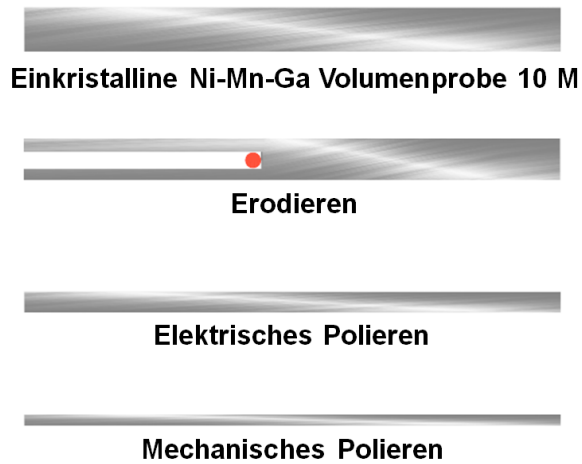 Einkristalline Ni-Mn-Ga Volumenprobe 10 M
Erodieren
Elektrisches Polieren
Mechanisches Polieren